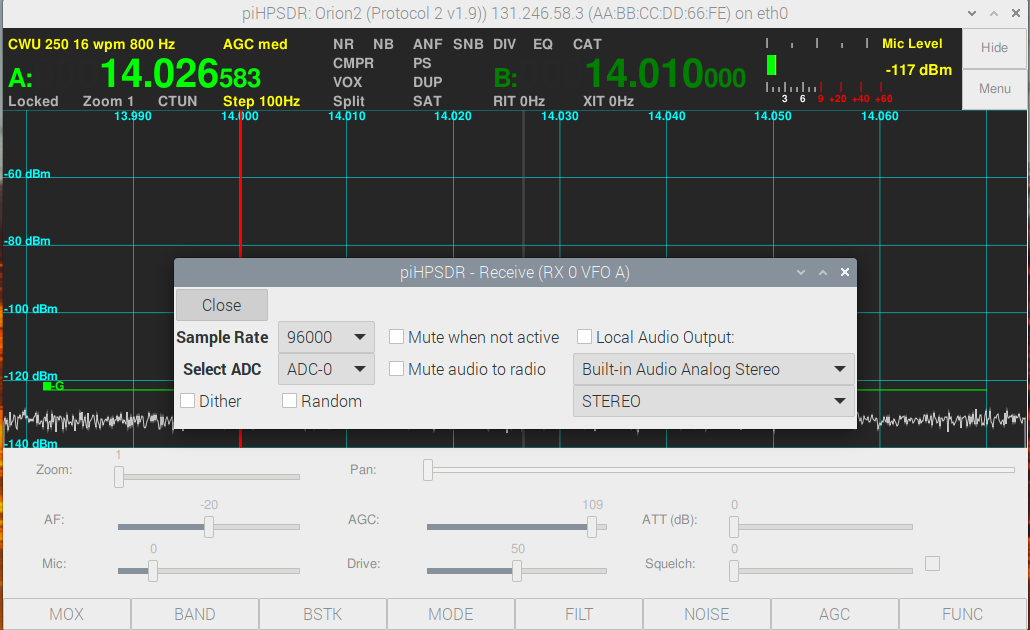 piHPSDR: Orion2 (Protocol 2 v1.9)) 131.246.58.3 (AA:BB:CC:DD:66:FE) on eth0
CWU 250 16 wpm 800 Hz AGC med NR NB ANF SNB DIV EQ CAT Mic Level Hide
CMPR PS
A: 14.026583 VOX DUP B: 14.010000 -117 dBm Menu
Locked Zoom 1 CTUN Step 100Hz Split SAT RIT 0Hz XIT 0Hz 3 6 9 +20 +40 +60
13.990 14.000 14.010 14.020 14.030 14.040 14.050 14.060
-60 dBm
-80 dBm
piHPSDR - Receive (RX 0 VFO A)
Close
-100 dBm
Sample Rate 96000 Mute when not active Local Audio Output:
Select ADC ADC-0 Mute audio to radio Built-in Audio Analog Stereo
-120 dBm
-G
Dither Random STEREO
-140 dBm
1
Zoom: Pan:
-20 109 0
AF: AGC: ATT (dB):
0 50 0
Mic: Drive: Squelch:
MOX BAND BSTK MODE FILT NOISE AGC FUNC